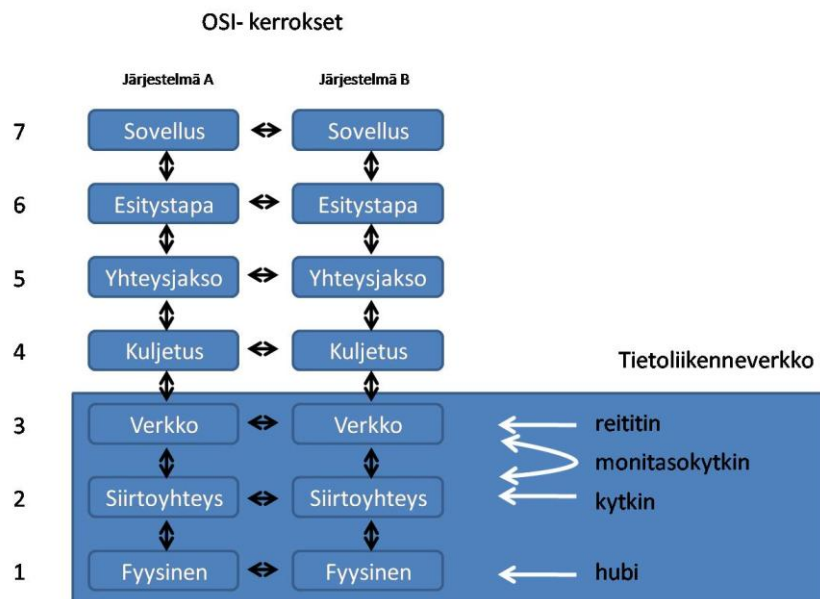 OSI- kerrokset
Järjestelmä A Järjestelmä B
7 Sovellus Sovellus
6 Esitystapa Esitystapa
5 Yhteysjakso Yhteysjakso
4 Kuljetus Kuljetus
Tietoliikenneverkko
3 Verkko Verkko reititin
monitasokytkin
2 Siirtoyhteys Siirtoyhteys kytkin
1 Fyysinen Fyysinen hubi